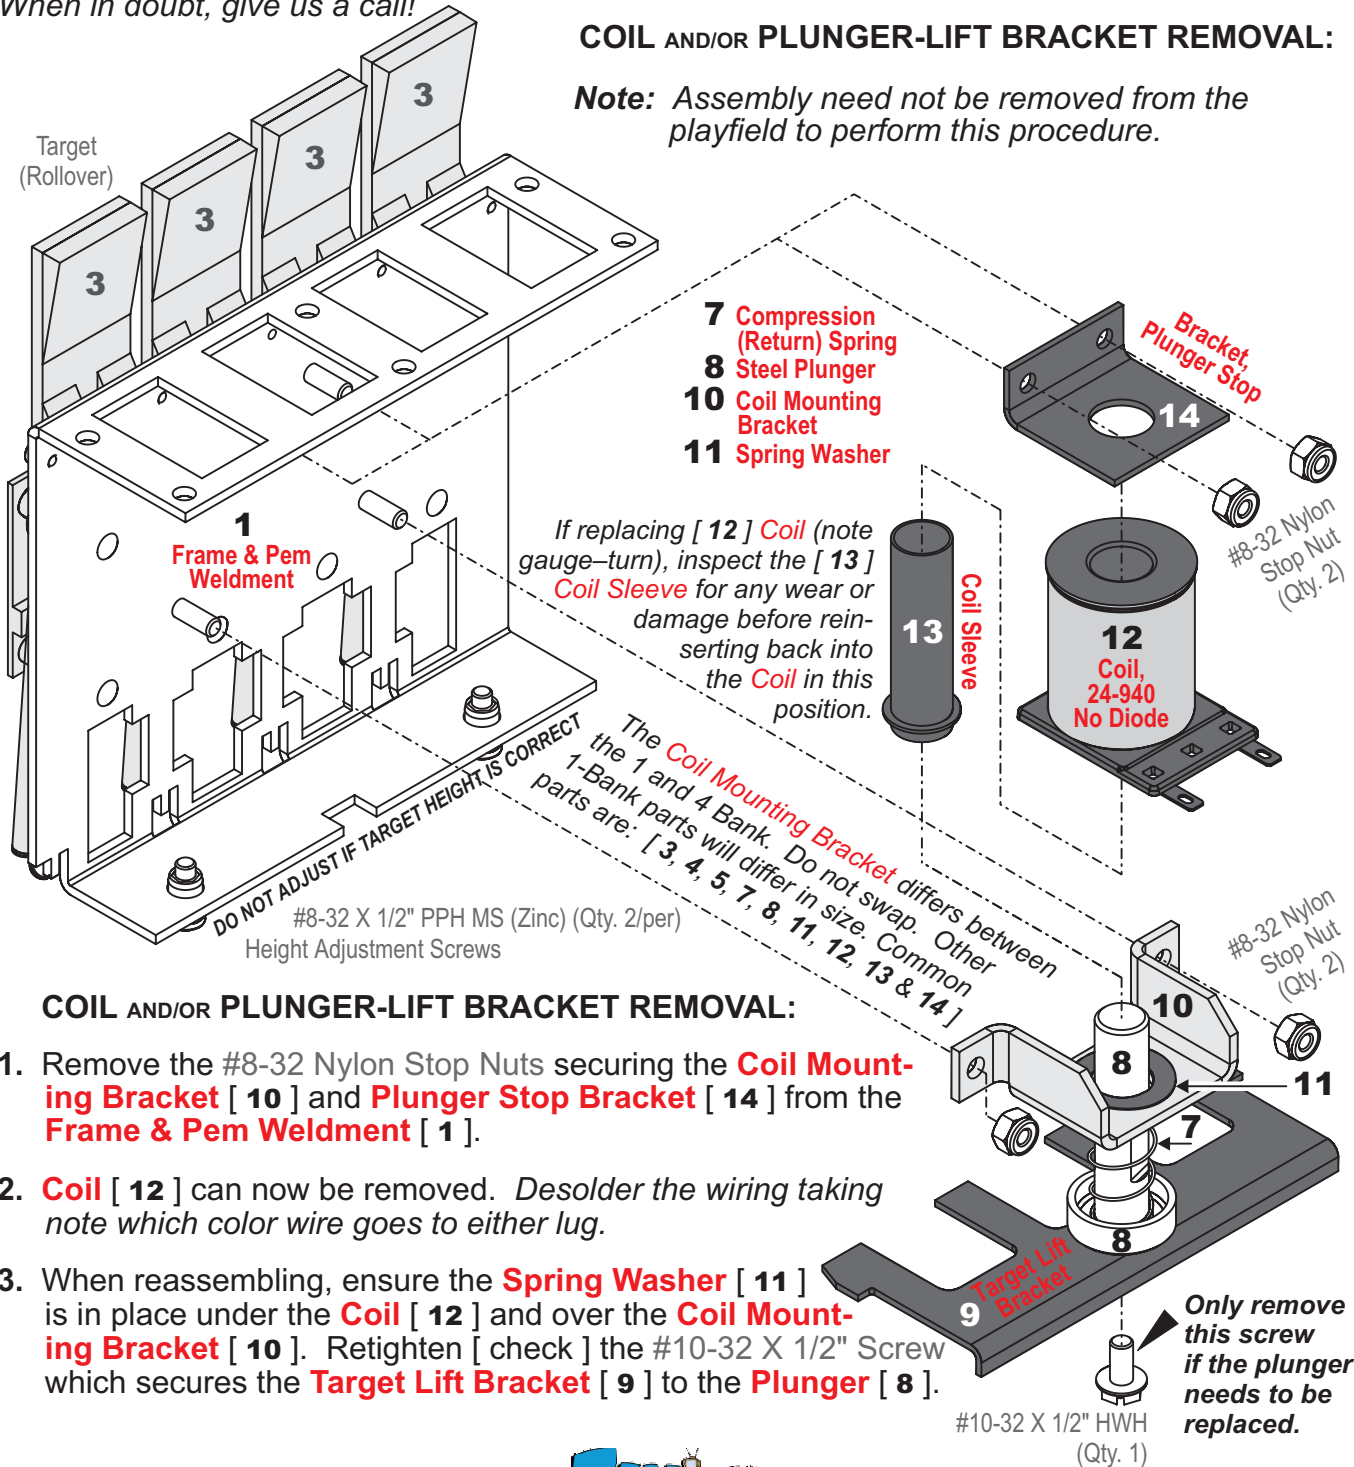 When in doubt, give us a call!
COIL AND/OR PLUNGER-LIFT BRACKET REMOVAL:
Note: Assembly need not be removed from the
playfield to perform this procedure.
Target
(Rollover)
3
3
3
3
7 Compression
(Return) Spring
8 Steel Plunger
10 Coil Mounting
Bracket
11 Spring Washer
Bracket,
Plunger Stop
14
#8-32 Nylon
Stop Nut
(Qty. 2)
1
Frame & Pem
Weldment
If replacing [ 12 ] Coil (note
gauge–turn), inspect the [ 13 ]
Coil Sleeve for any wear or
damage before rein-
serting back into
the Coil in this
position.
13
Coil Sleeve
12
Coil,
24-940
No Diode
DO NOT ADJUST IF TARGET HEIGHT IS CORRECT
#8-32 X 1/2" PPH MS (Zinc) (Qty. 2/per)
Height Adjustment Screws
The Coil Mounting Bracket differs between
the 1 and 4 Bank. Do not swap. Other
1-Bank parts will differ in size. Common
parts are: [ 3, 4, 5, 7, 8, 11, 12, 13 & 14 ]
#8-32 Nylon
Stop Nut
(Qty. 2)
10
8
11
7
8
9
Target Lift
Bracket
Only remove
this screw
if the plunger
needs to be
replaced.
#10-32 X 1/2" HWH
(Qty. 1)
COIL AND/OR PLUNGER-LIFT BRACKET REMOVAL:
1. Remove the #8-32 Nylon Stop Nuts securing the Coil Mount-
ing Bracket [ 10 ] and Plunger Stop Bracket [ 14 ] from the
Frame & Pem Weldment [ 1 ].
2. Coil [ 12 ] can now be removed. Desolder the wiring taking
note which color wire goes to either lug.
3. When reassembling, ensure the Spring Washer [ 11 ]
is in place under the Coil [ 12 ] and over the Coil Mount-
ing Bracket [ 10 ]. Retighten [ check ] the #10-32 X 1/2" Screw
which secures the Target Lift Bracket [ 9 ] to the Plunger [ 8 ].